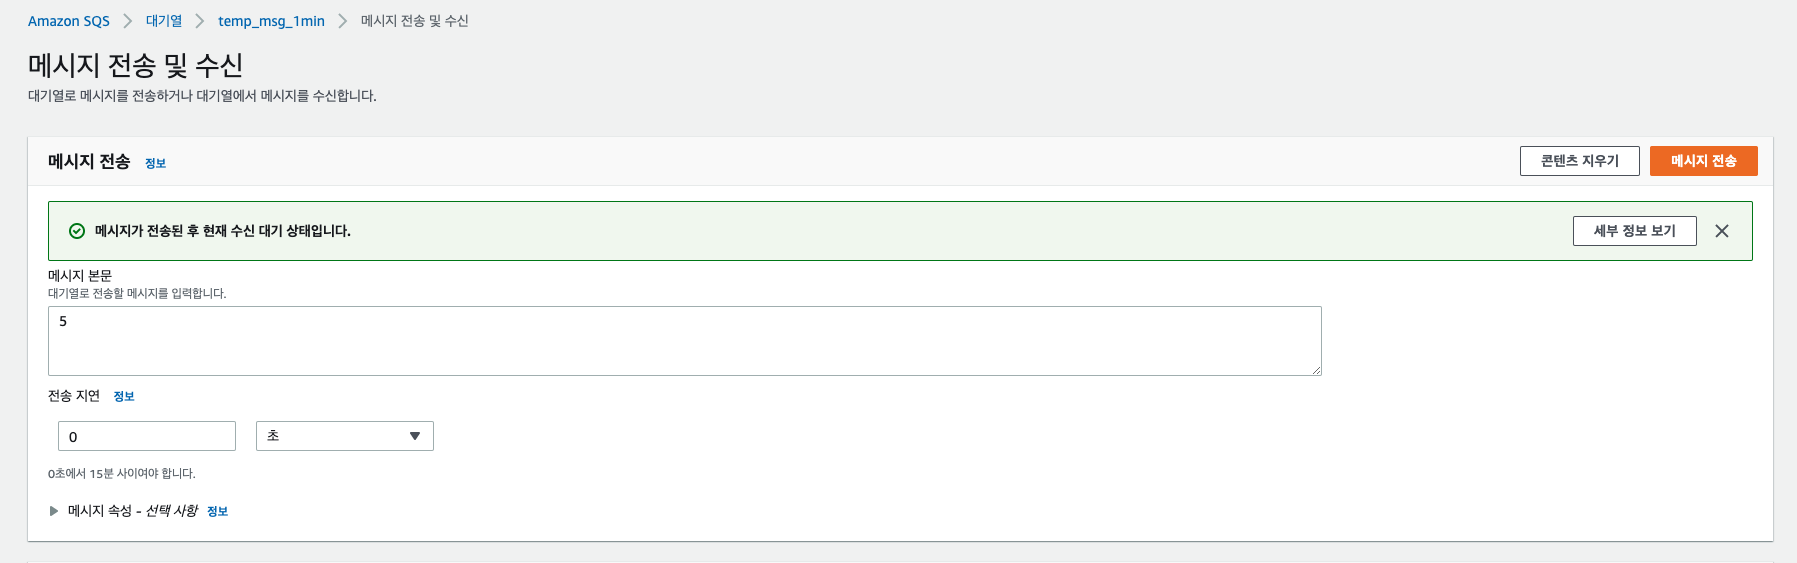 Amazon SQS 대기열 temp_msg_1min 메시지 전송 및 수신
메시지 전송 및 수신
대기열로 메시지를 전송하거나 대기열에서 메시지를 수신합니다.
메시지 전송 정보 콘텐츠 지우기 메시지 전송
메시지가 전송된 후 현재 수신 대기 상태입니다. 세부 정보 보기
메시지 본문
대기열로 전송할 메시지를 입력합니다.
5
전송 지연 정보
0 초
0초에서 15분 사이여야 합니다.
메시지 속성 - 선택 사항 정보